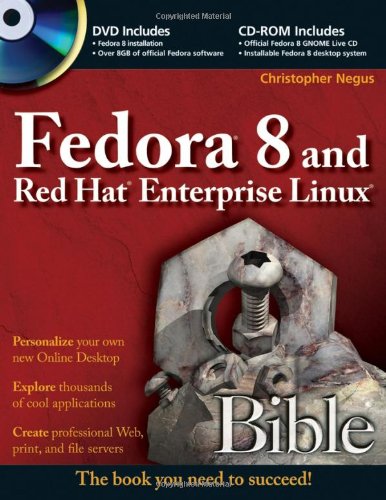 DVD Includes
• Fedora 8 installation
• Over 8GB of official Fedora software
CD-ROM Includes
• Official Fedora 8 GNOME Live CD
• Installable Fedora 8 desktop system
Christopher Negus
Fedora® 8 and
Red Hat® Enterprise Linux®
Personalize your own
new Online Desktop
Explore thousands
of cool applications
Create professional Web,
print, and file servers
Bible
The book you need to succeed!